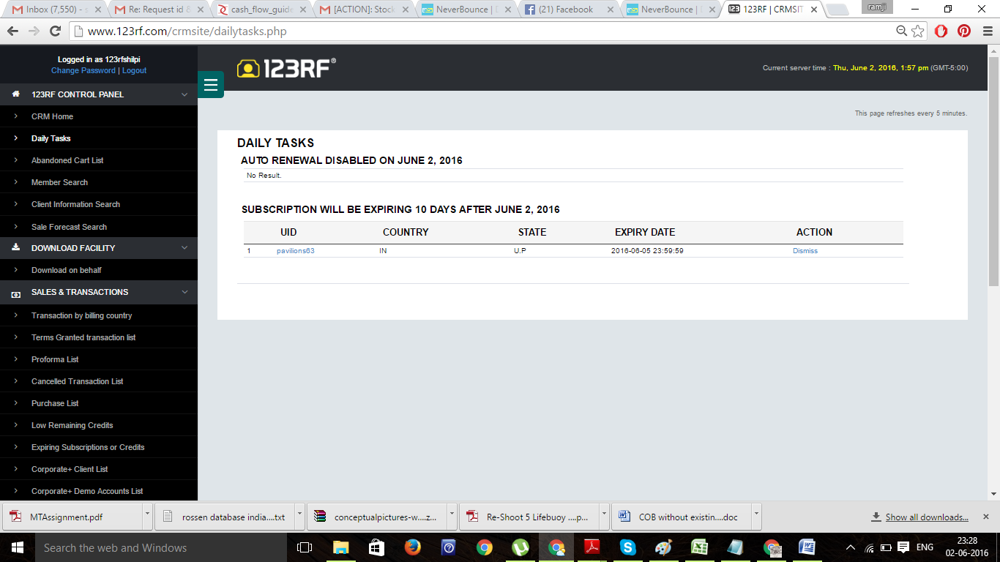 Inbox (7,550) - s
Re: Request id &
cash_flow_guide
[ACTION]: Stock
NeverBounce | D
(21) Facebook
NeverBounce | D
123RF | CRMSIT
ramji
www.123rf.com/crmsite/dailytasks.php
Logged in as 123rfshilpi
Change Password | Logout
123RF CONTROL PANEL
CRM Home
Daily Tasks
Abandoned Cart List
Member Search
Client Information Search
Sale Forecast Search
DOWNLOAD FACILITY
Download on behalf
SALES & TRANSACTIONS
Transaction by billing country
Terms Granted transaction list
Proforma List
Cancelled Transaction List
Purchase List
Low Remaining Credits
Expiring Subscriptions or Credits
Corporate+ Client List
Corporate+ Demo Accounts List
123RF®
Current server time : Thu, June 2, 2016, 1:57 pm (GMT-5:00)
This page refreshes every 5 minutes.
DAILY TASKS
AUTO RENEWAL DISABLED ON JUNE 2, 2016
No Result.
SUBSCRIPTION WILL BE EXPIRING 10 DAYS AFTER JUNE 2, 2016
UID COUNTRY STATE EXPIRY DATE ACTION
1 pavilions63 IN U.P 2016-06-05 23:59:59 Dismiss
MTAssignment.pdf
rossen database india....txt
conceptualpictures-w....z...
Re-Shoot 5 Lifebuoy ....p...
COB without existin....doc
Show all downloads...
Search the web and Windows
ENG
23:28
02-06-2016